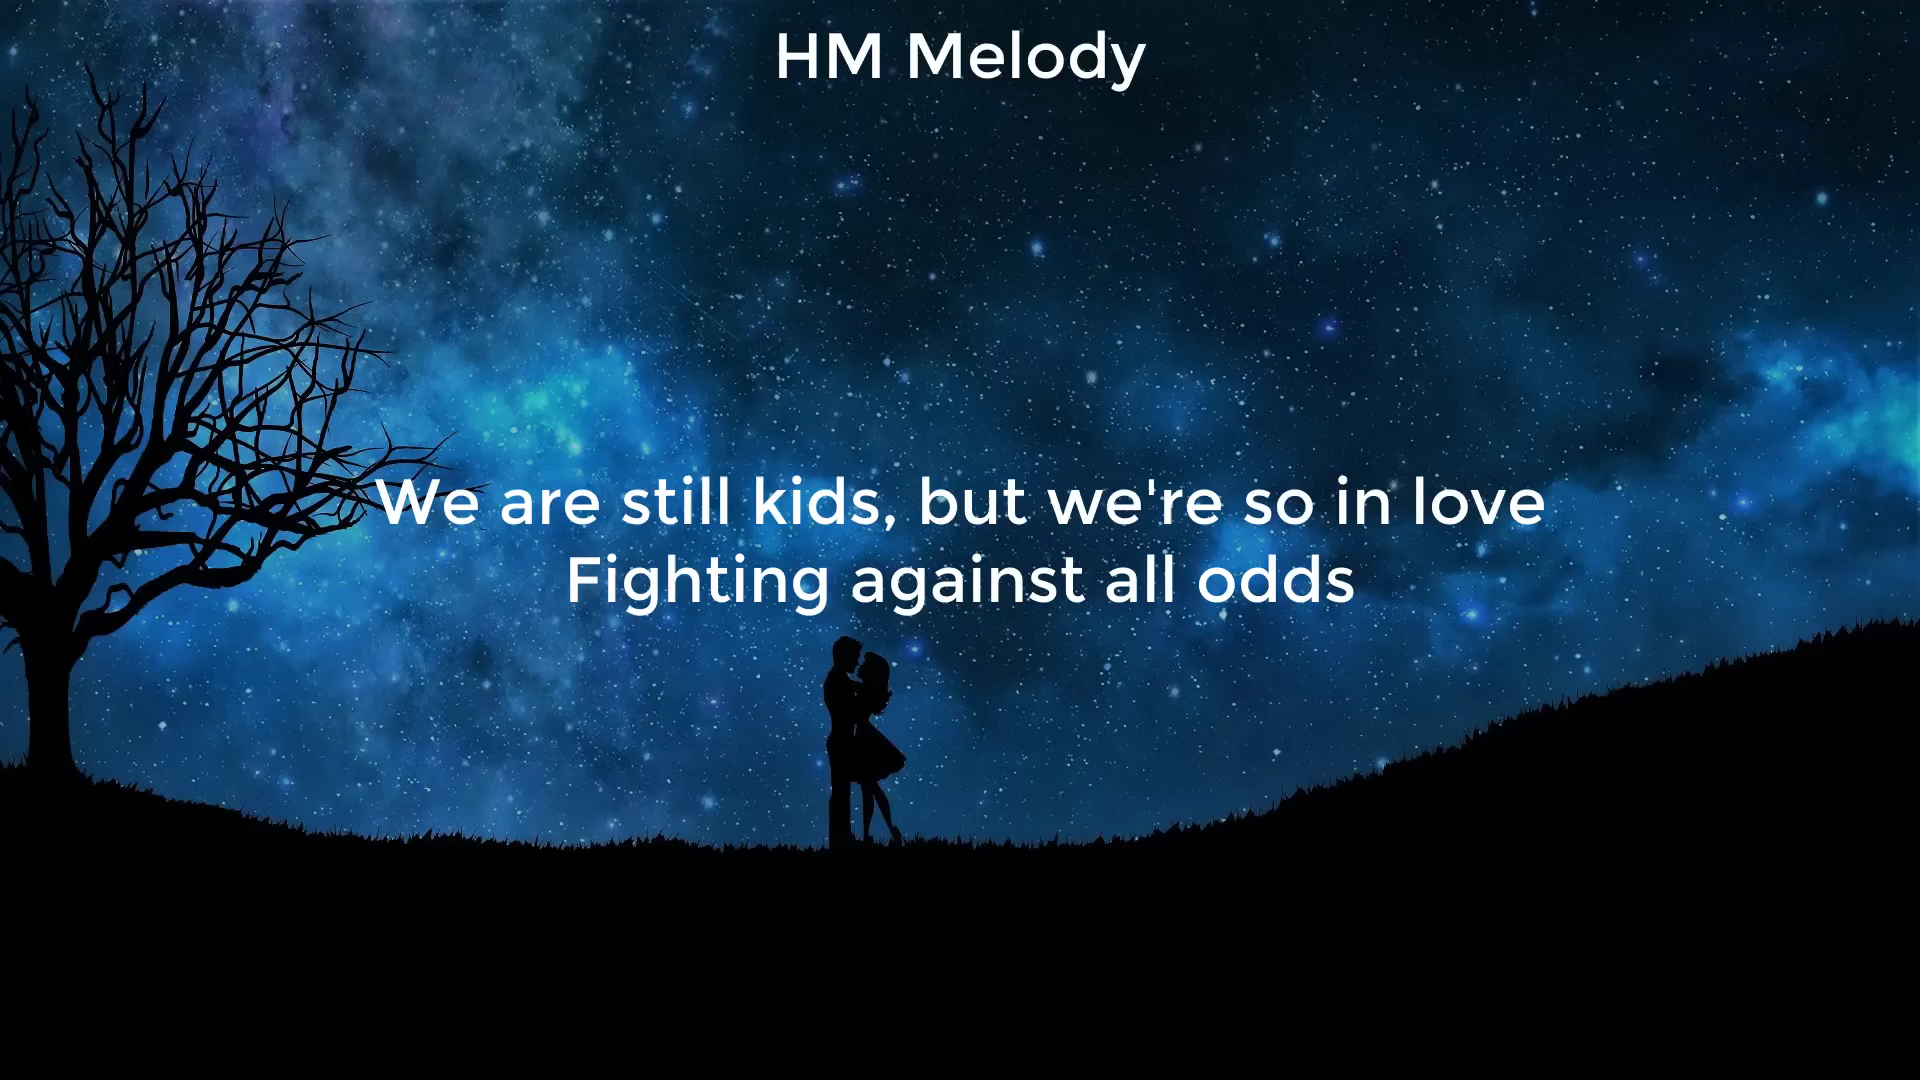 HM Melody
We are still kids, but we're so in love
Fighting against all odds